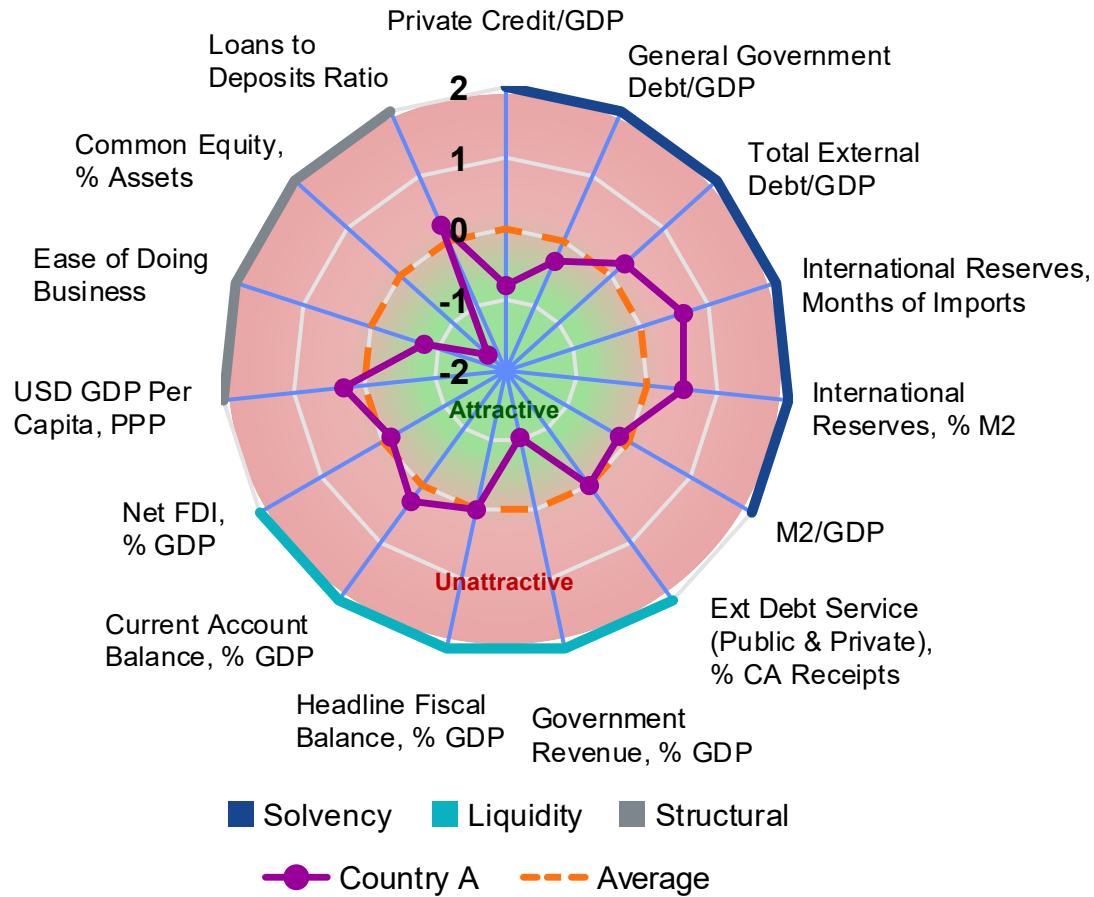 Private Credit/GDP
General Government
Debt/GDP
Total External
Debt/GDP
International Reserves,
Months of Imports
International
Reserves, % M2
M2/GDP
Ext Debt Service
(Public & Private),
% CA Receipts
Government
Revenue, % GDP
Headline Fiscal
Balance, % GDP
Current Account
Balance, % GDP
Net FDI,
% GDP
USD GDP Per
Capita, PPP
Ease of Doing
Business
Common Equity,
% Assets
Loans to
Deposits Ratio
2
1
0
-1
-2
Attractive
Unattractive
Solvency
Liquidity
Structural
Country A
Average